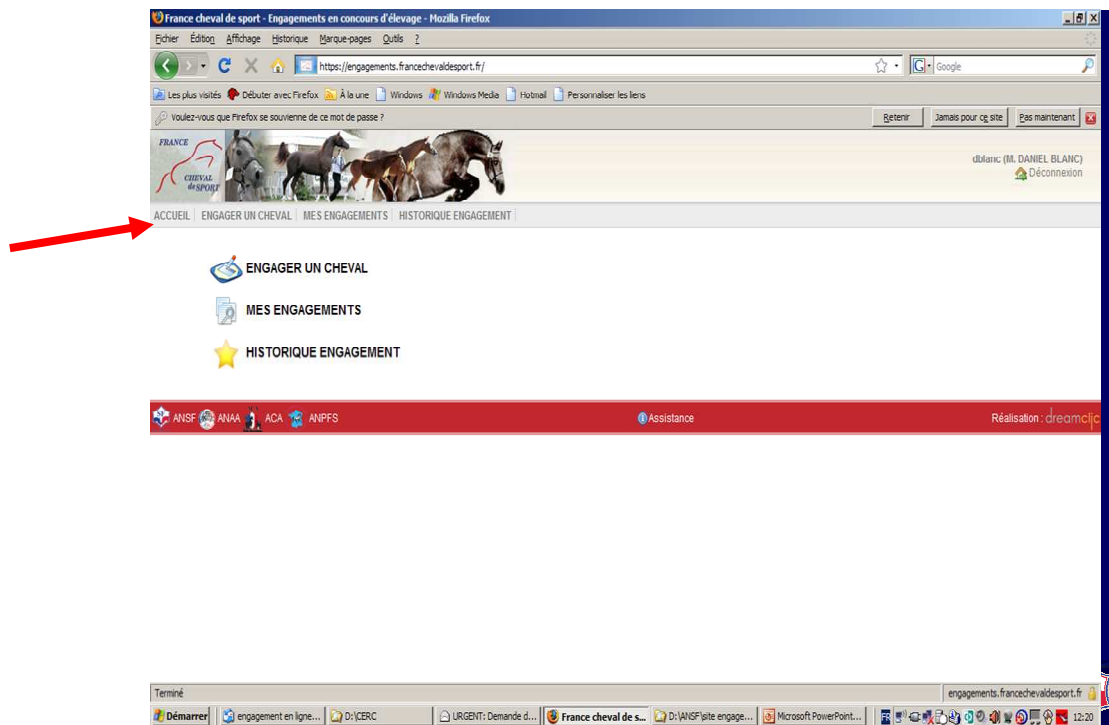 France cheval de sport - Engagements en concours d'élevage - Mozilla Firefox
Fichier Édition Affichage Historique Marque-pages Outils ?
https://engagements.francechevaldesport.fr/
G Google
Les plus visités Débuter avec Firefox À la une Windows Windows Media Hotmail Personnaliser les liens
Voulez-vous que Firefox se souvienne de ce mot de passe ? Retenir Jamais pour ce site Pas maintenant
FRANCE
CHEVAL
de SPORT
dblanc (M. DANIEL BLANC)
Déconnexion
ACCUEIL ENGAGER UN CHEVAL MES ENGAGEMENTS HISTORIQUE ENGAGEMENT
ENGAGER UN CHEVAL
MES ENGAGEMENTS
HISTORIQUE ENGAGEMENT
ANSF ANAA ACA ANPFS Assistance Réalisation : dreamclic
Terminé engagements.francechevaldesport.fr
Démarrer engagement en ligne... D:\CERC URGENT: Demande d... France cheval de s... D:\ANSF\site engage... Microsoft PowerPoint... FR 12:20